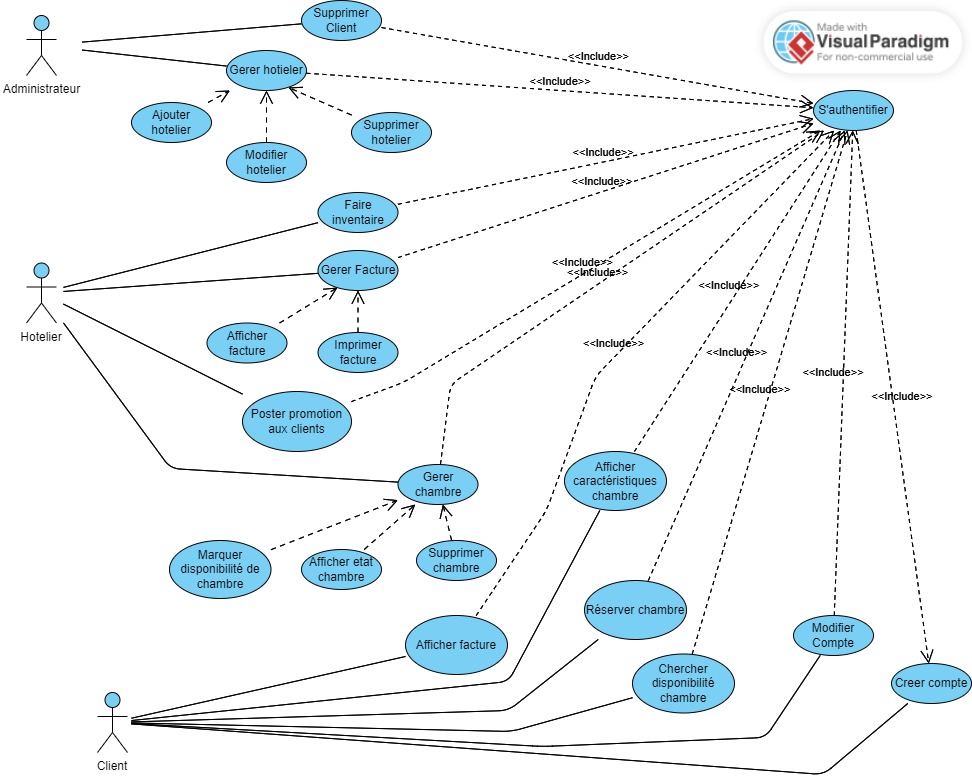 Supprimer
Client
Made with
Visual Paradigm
For non-commercial use
Administrateur
<<Include>>
Gerer hotieler
<<Include>>
S'authentifier
Ajouter
hotelier
Supprimer
hotelier
Modifier
hotelier
<<Include>>
<<Include>>
Faire
inventaire
Gerer Facture
<<Include>>
<<Include>>
<<Include>>
Hotelier
Afficher
facture
Imprimer
facture
<<Include>>
<<Include>>
<<Include>>
<<Include>>
<<Include>>
Poster promotion
aux clients
Gerer
chambre
Afficher
caractéristiques
chambre
Marquer
disponibilité de
chambre
Afficher etat
chambre
Supprimer
chambre
Réserver chambre
Afficher facture
Modifier
Compte
Chercher
disponibilité
chambre
Creer compte
Client